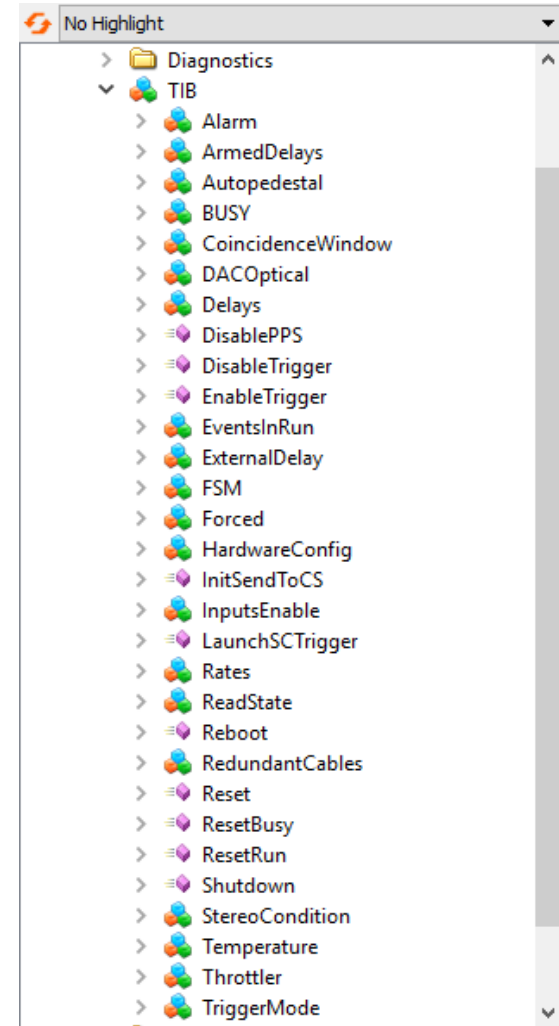 No Highlight
Diagnostics
TIB
Alarm
ArmedDelays
Autopedestal
BUSY
CoincidenceWindow
DACOptical
Delays
DisablePPS
DisableTrigger
EnableTrigger
EventsInRun
ExternalDelay
FSM
Forced
HardwareConfig
InitSendToCS
InputsEnable
LaunchSCTrigger
Rates
ReadState
Reboot
RedundantCables
Reset
ResetBusy
ResetRun
Shutdown
StereoCondition
Temperature
Throttler
TriggerMode